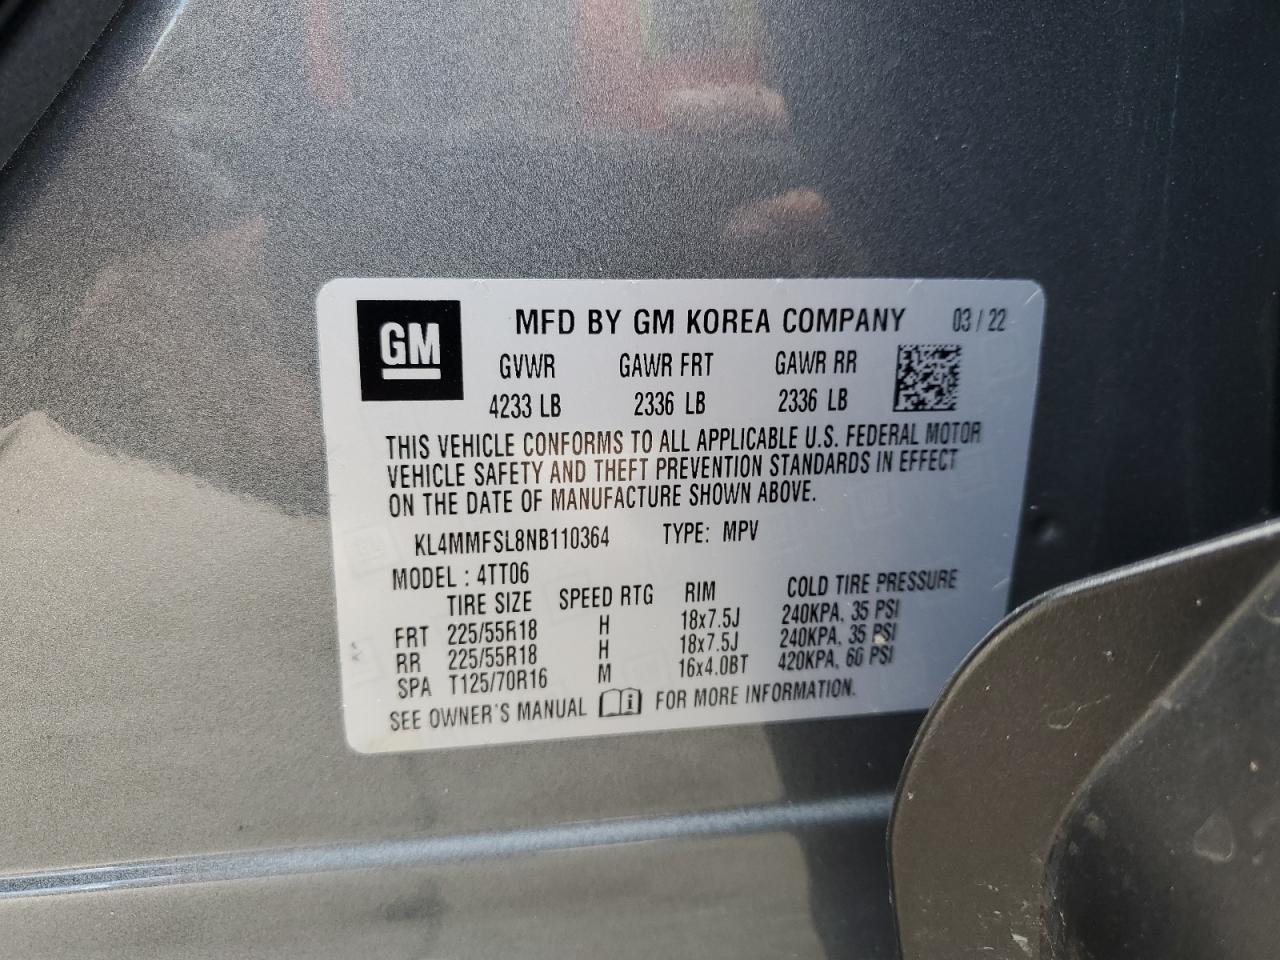 GM
MFD BY GM KOREA COMPANY 03 / 22
GVWR GAWR FRT GAWR RR
4233 LB 2336 LB 2336 LB
THIS VEHICLE CONFORMS TO ALL APPLICABLE U.S. FEDERAL MOTOR
VEHICLE SAFETY AND THEFT PREVENTION STANDARDS IN EFFECT
ON THE DATE OF MANUFACTURE SHOWN ABOVE.
KL4MMFSL8NB110364 TYPE: MPV
MODEL : 4TT06
TIRE SIZE SPEED RTG RIM COLD TIRE PRESSURE
FRT 225/55R18 H 18x7.5J 240KPA, 35 PSI
RR 225/55R18 H 18x7.5J 240KPA, 35 PSI
SPA T125/70R16 M 16x4.0BT 420KPA, 60 PSI
SEE OWNER'S MANUAL i FOR MORE INFORMATION.